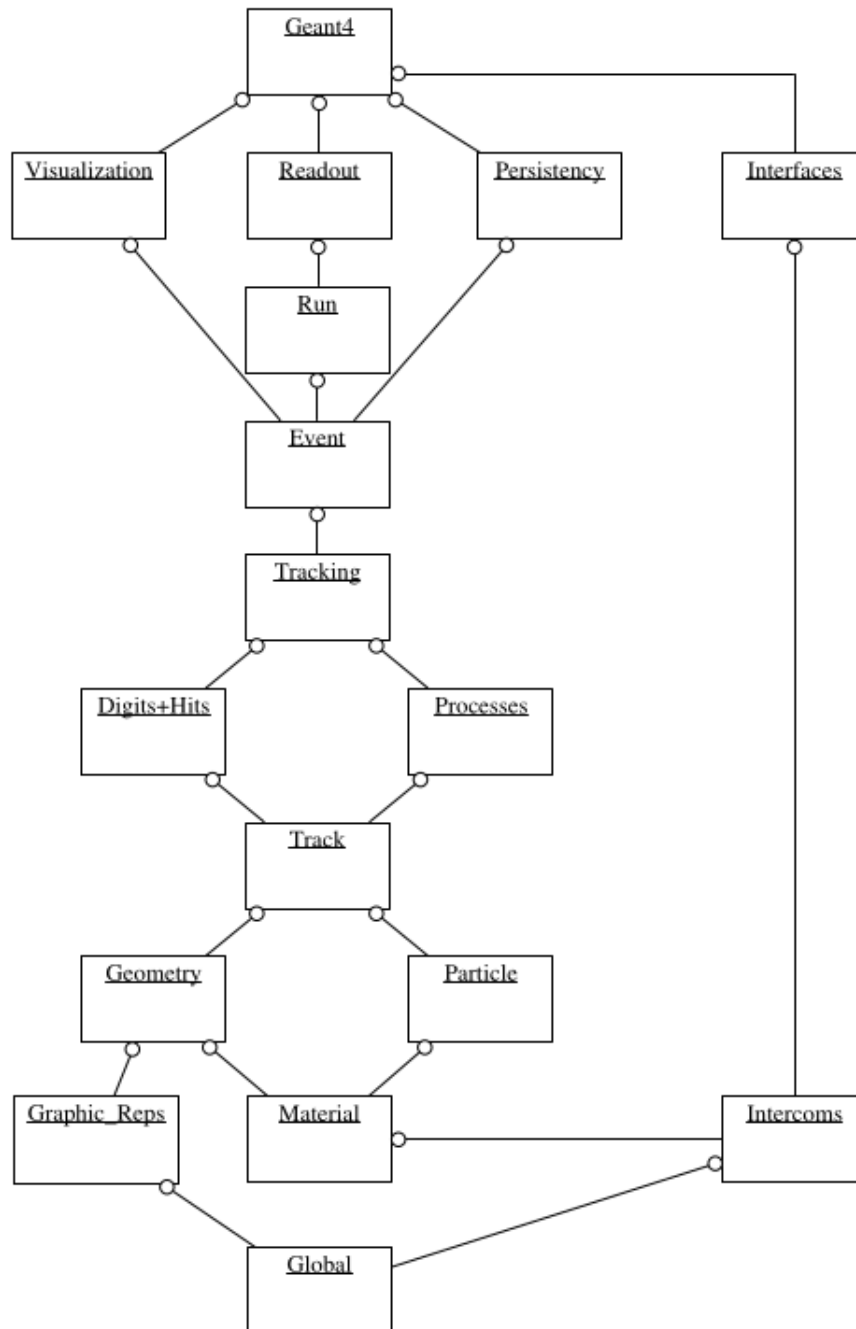 Geant4
Visualization
Readout
Persistency
Interfaces
Run
Event
Tracking
Digits+Hits
Processes
Track
Geometry
Particle
Graphic_Reps
Material
Intercoms
Global